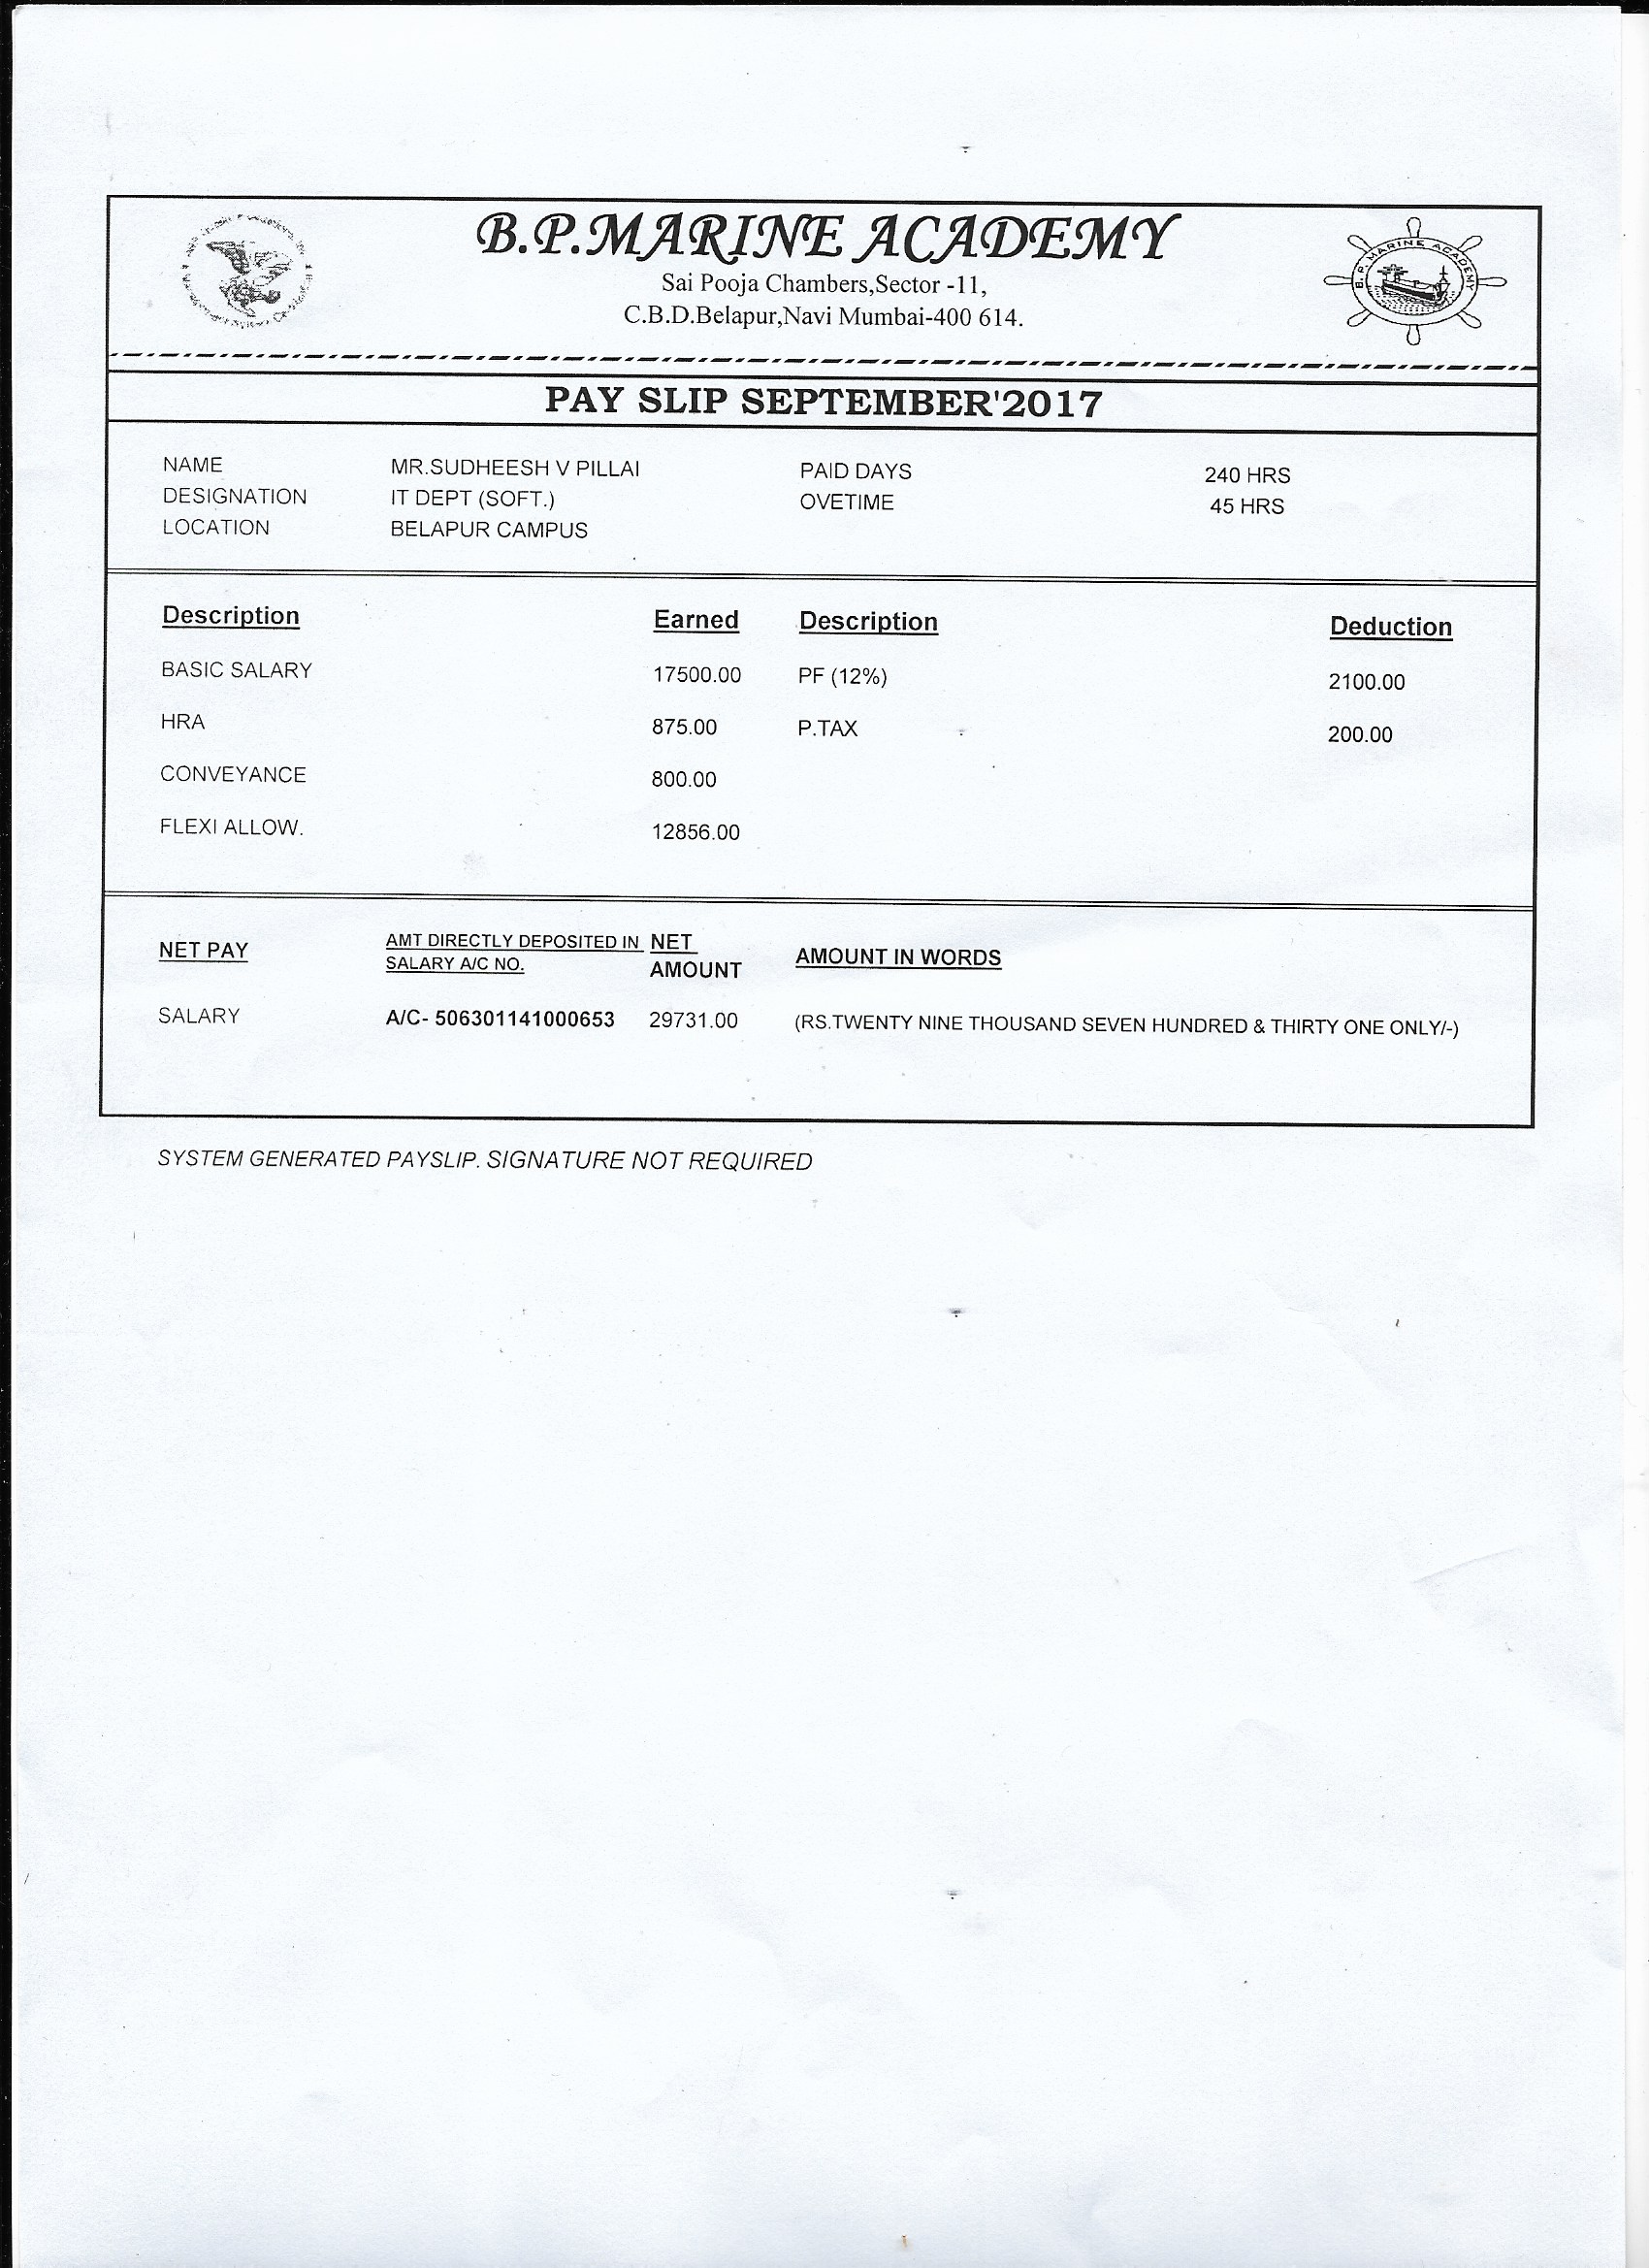 B.P.MARINE ACADEMY
Sai Pooja Chambers,Sector -11,
C.B.D.Belapur,Navi Mumbai-400 614.
B.P.MARINE ACADEMY
PAY SLIP SEPTEMBER'2017
NAME MR.SUDHEESH V PILLAI PAID DAYS 240 HRS
DESIGNATION IT DEPT (SOFT.) OVETIME 45 HRS
LOCATION BELAPUR CAMPUS
Description Earned Description Deduction
BASIC SALARY 17500.00 PF (12%) 2100.00
HRA 875.00 P.TAX 200.00
CONVEYANCE 800.00
FLEXI ALLOW. 12856.00
NET PAY AMT DIRECTLY DEPOSITED IN NET AMOUNT IN WORDS
SALARY A/C NO. AMOUNT
SALARY A/C- 506301141000653 29731.00 (RS.TWENTY NINE THOUSAND SEVEN HUNDRED & THIRTY ONE ONLY/-)
SYSTEM GENERATED PAYSLIP. SIGNATURE NOT REQUIRED